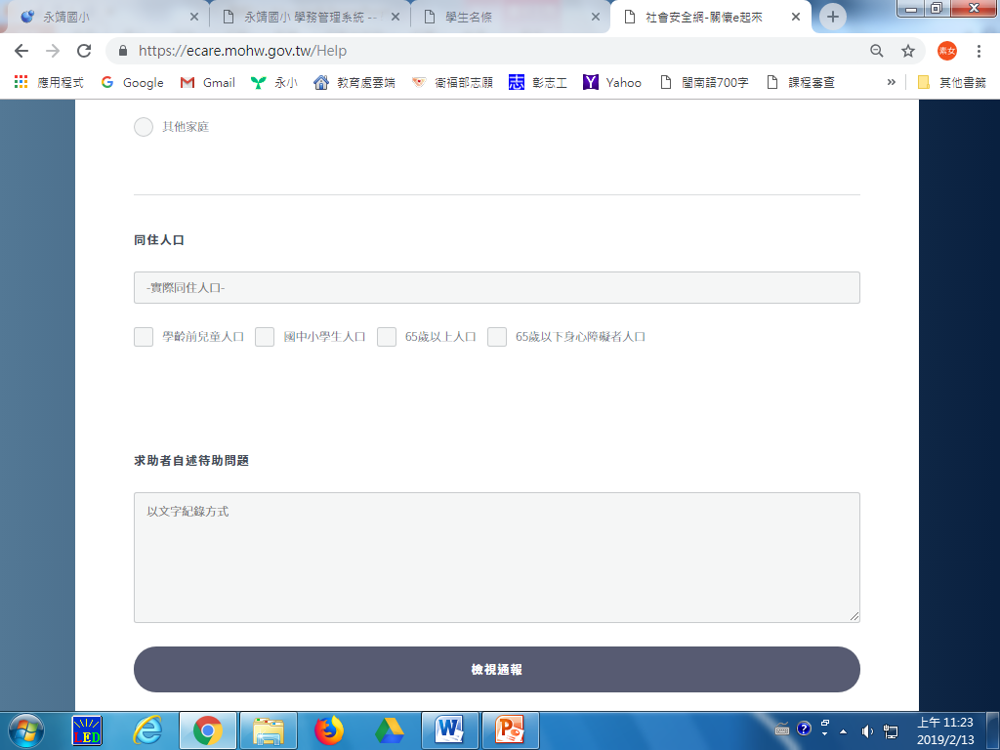 永靖國小
永靖國小 學務管理系統 --
學生名條
社會安全網-關懷e起來
https://ecare.mohw.gov.tw/Help
素女
應用程式
Google
Gmail
永小
教育處雲端
衛福部志願
志
彰志工
Y
Yahoo
閩南語700字
課程審查
»
其他書籤
其他家庭
同住人口
-實際同住人口-
學齡前兒童人口
國中小學生人口
65歲以上人口
65歲以下身心障礙者人口
求助者自述待助問題
以文字紀錄方式
檢視通報
LED
W
P
上午 11:23
2019/2/13